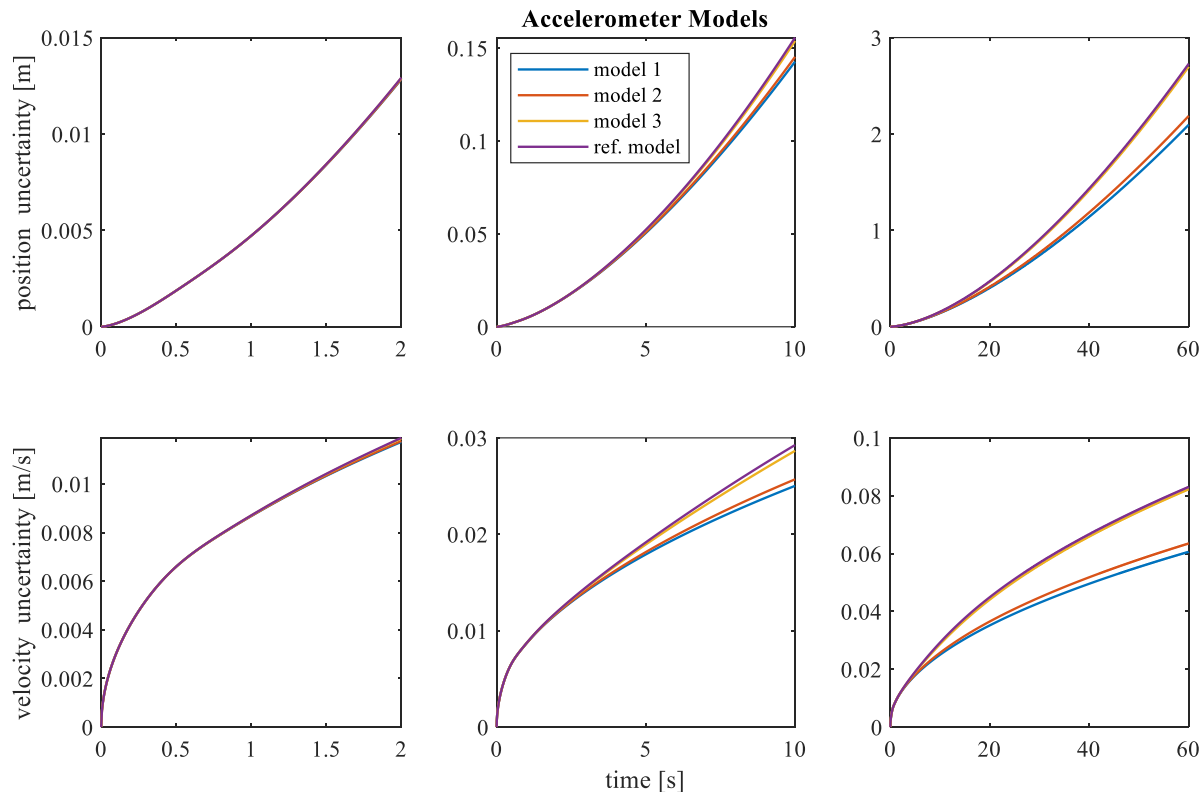 Accelerometer Models
position uncertainty [m]
0.015
0.01
0.005
0
0 0.5 1 1.5 2
0.15
0.1
0.05
0
0 5 10
model 1
model 2
model 3
ref. model
3
2
1
0
0 20 40 60
velocity uncertainty [m/s]
0.01
0.008
0.006
0.004
0.002
0
0 0.5 1 1.5 2
0.03
0.02
0.01
0
0 5 10
0.1
0.08
0.06
0.04
0.02
0
0 20 40 60
time [s]